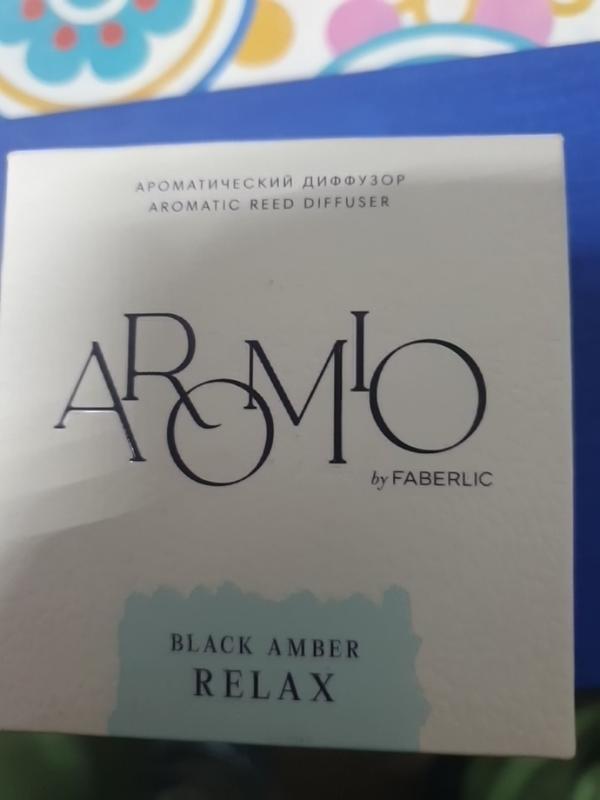 АРОМАТИЧЕСКИЙ ДИФФУЗОР
AROMATIC REED DIFFUSER
AROMIO
by FABERLIC
BLACK AMBER
RELAX